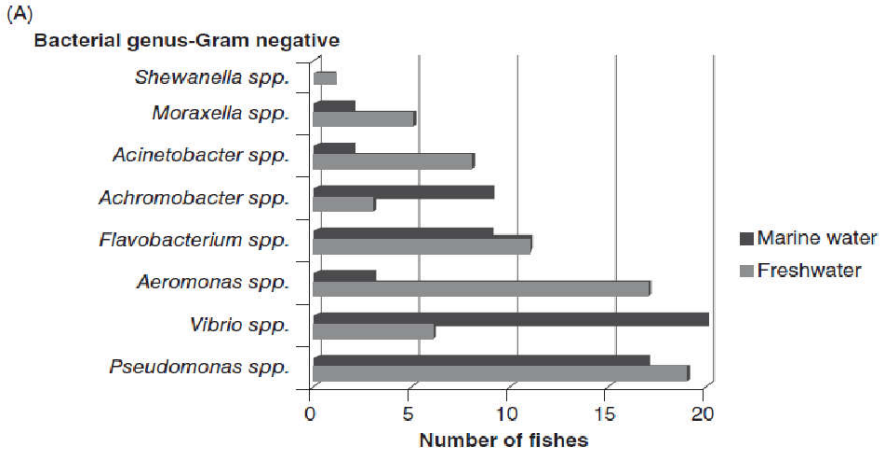 (A)
Bacterial genus-Gram negative
Shewanella spp.
Moraxella spp.
Acinetobacter spp.
Achromobacter spp.
Flavobacterium spp.
Aeromonas spp.
Vibrio spp.
Pseudomonas spp.
Marine water
Freshwater
0 5 10 15 20
Number of fishes